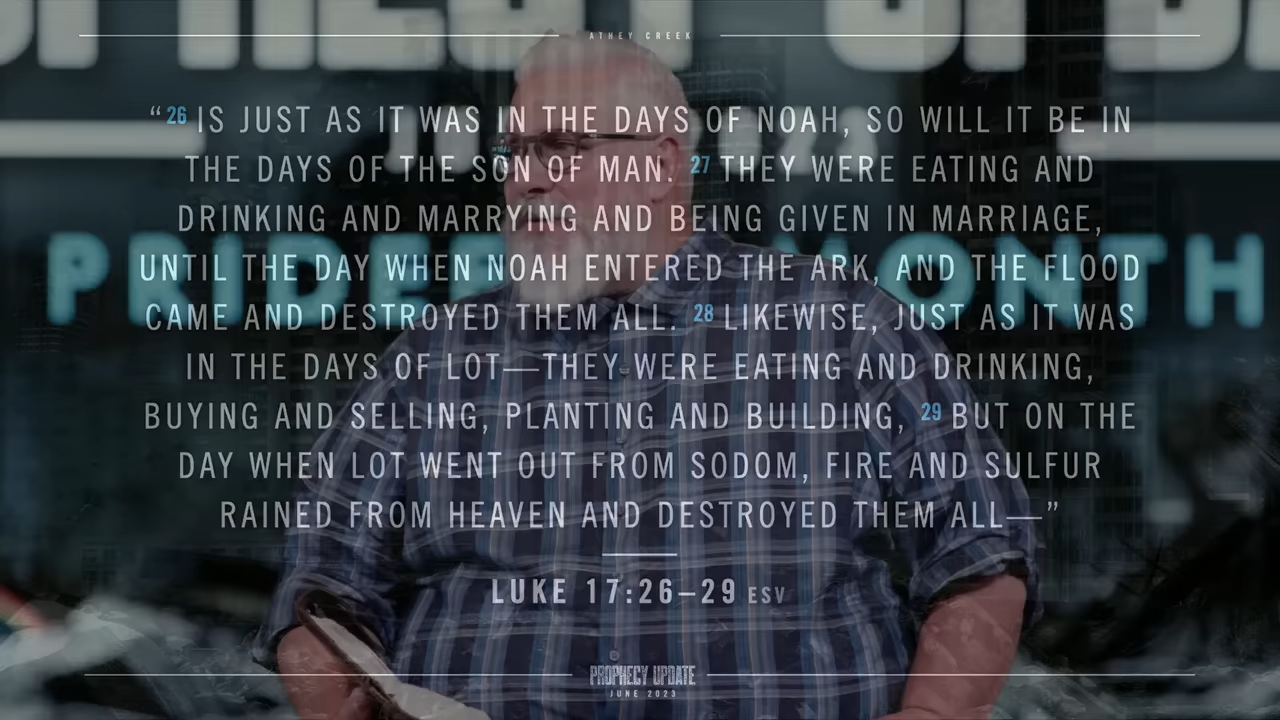 ATHEY CREEK
“26 IS JUST AS IT WAS IN THE DAYS OF NOAH, SO WILL IT BE IN
THE DAYS OF THE SON OF MAN. 27 THEY WERE EATING AND
DRINKING AND MARRYING AND BEING GIVEN IN MARRIAGE,
UNTIL THE DAY WHEN NOAH ENTERED THE ARK, AND THE FLOOD
CAME AND DESTROYED THEM ALL. 28 LIKEWISE, JUST AS IT WAS
IN THE DAYS OF LOT—THEY WERE EATING AND DRINKING,
BUYING AND SELLING, PLANTING AND BUILDING, 29 BUT ON THE
DAY WHEN LOT WENT OUT FROM SODOM, FIRE AND SULFUR
RAINED FROM HEAVEN AND DESTROYED THEM ALL—”
LUKE 17:26–29 ESV
PROPHECY UPDATE
JUNE 2023
PRIDE MONTH